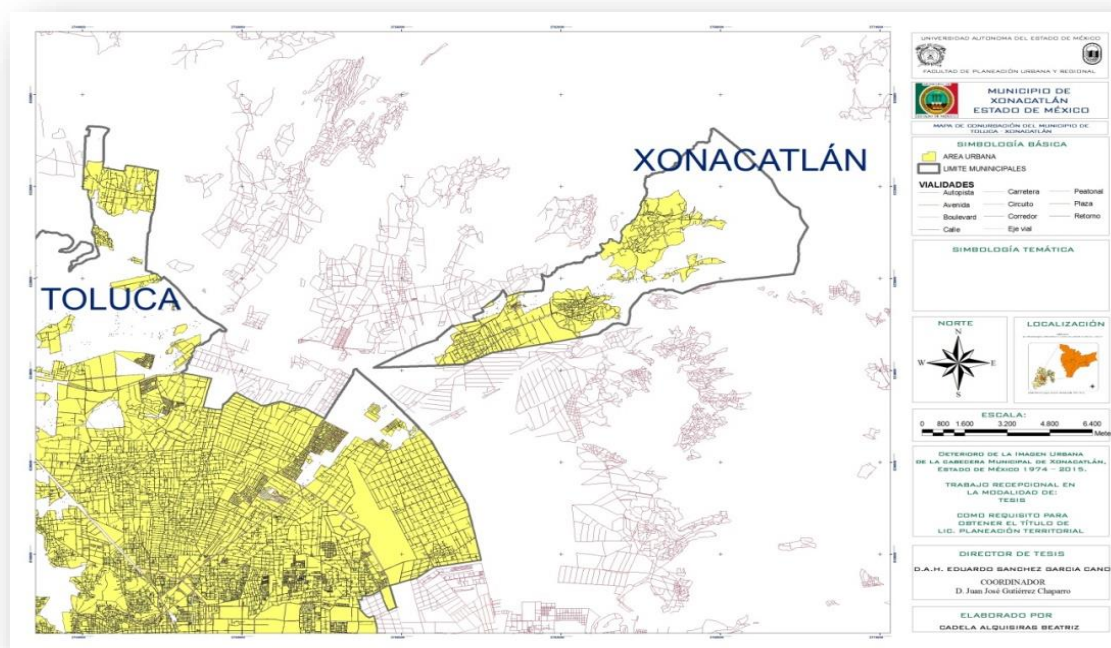 XONACATLÁN
TOLUCA
UNIVERSIDAD AUTONOMA DEL ESTADO DE MÉXICO
FACULTAD DE PLANEACIÓN URBANA Y REGIONAL
MUNICIPIO DE
XONACATLÁN
ESTADO DE MÉXICO
MAPA DE CONURBACIÓN DEL MUNICIPIO DE
TOLUCA - XONACATLÁN
SIMBOLOGÍA BÁSICA
AREA URBANA
LIMITE MUNINICIPALES
VIALIDADES
Autopista Carretera Peatonal
Avenida Circuito Plaza
Boulevard Corredor Retorno
Calle Eje vial
SIMBOLOGÍA TEMÁTICA
NORTE
N
W E
S
LOCALIZACIÓN
ESCALA:
0 800 1.600 3.200 4.800 6.400
Mete
DETERIORO DE LA IMAGEN URBANA
DE LA CABECERA MUNICIPAL DE XONACATLÁN,
ESTADO DE MÉXICO 1974 - 2015.
TRABAJO RECEPCIONAL EN
LA MODALIDAD DE:
TESIS
COMO REQUISITO PARA
OBTENER EL TÍTULO DE
LIC. PLANEACIÓN TERRITORIAL
DIRECTOR DE TESIS
D.A.H. EDUARDO SANCHEZ GARCIA CANO
COORDINADOR
D. Juan José Gutiérrez Chaparro
ELABORADO POR
CADELA ALQUISIRAS BEATRIZ